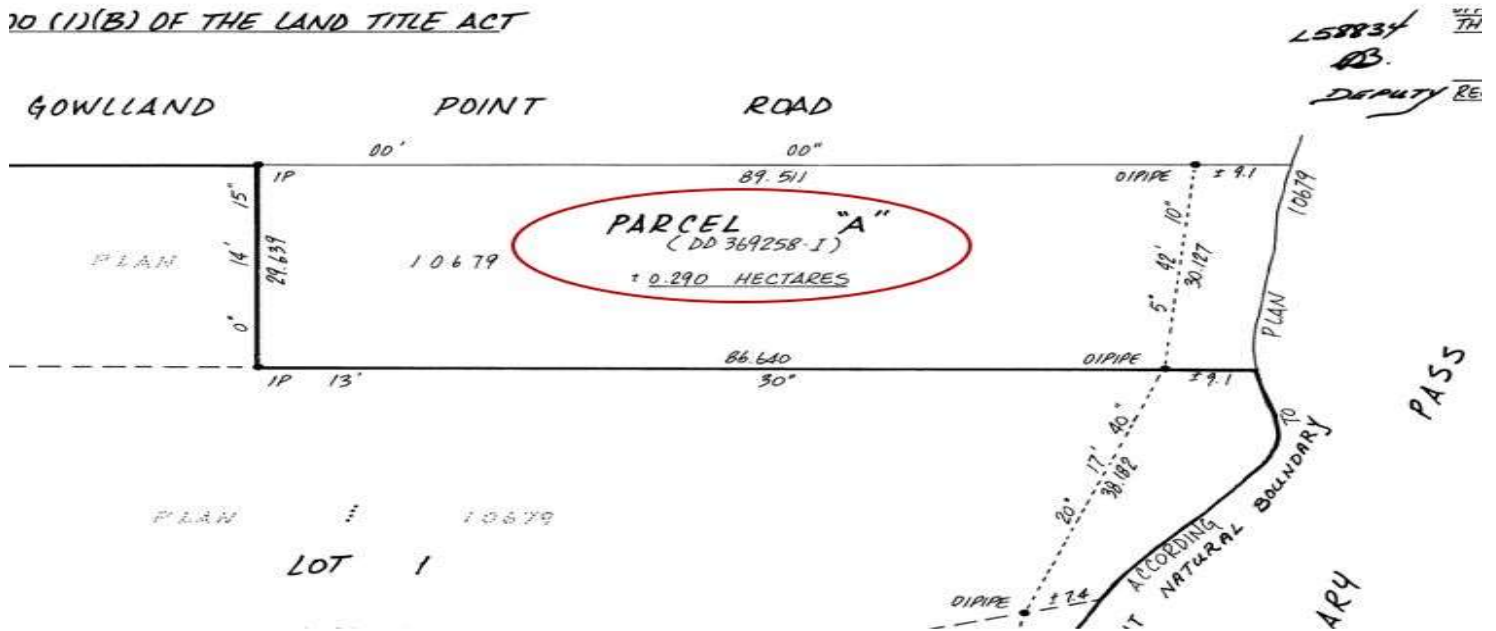 00 (1)(B) OF THE LAND TITLE ACT
L58834
TH
DEPUTY
GOWLLAND POINT ROAD
00' 00"
IP 89.511 OIPIPE ± 9.1
15" 14' 0"
29.639
PLAN 10679
PARCEL "A"
(DD 369258-I)
± 0.290 HECTARES
10" 42' 5°
30.127
PLAN 10679
86.640 OIPIPE ± 9.1
IP 13' 30"
PASS
40" 17' 20°
38.182
ACCORDING TO
NATURAL BOUNDARY
PLAN 1 10679
LOT 1
OIPIPE ± 7.4
ARY